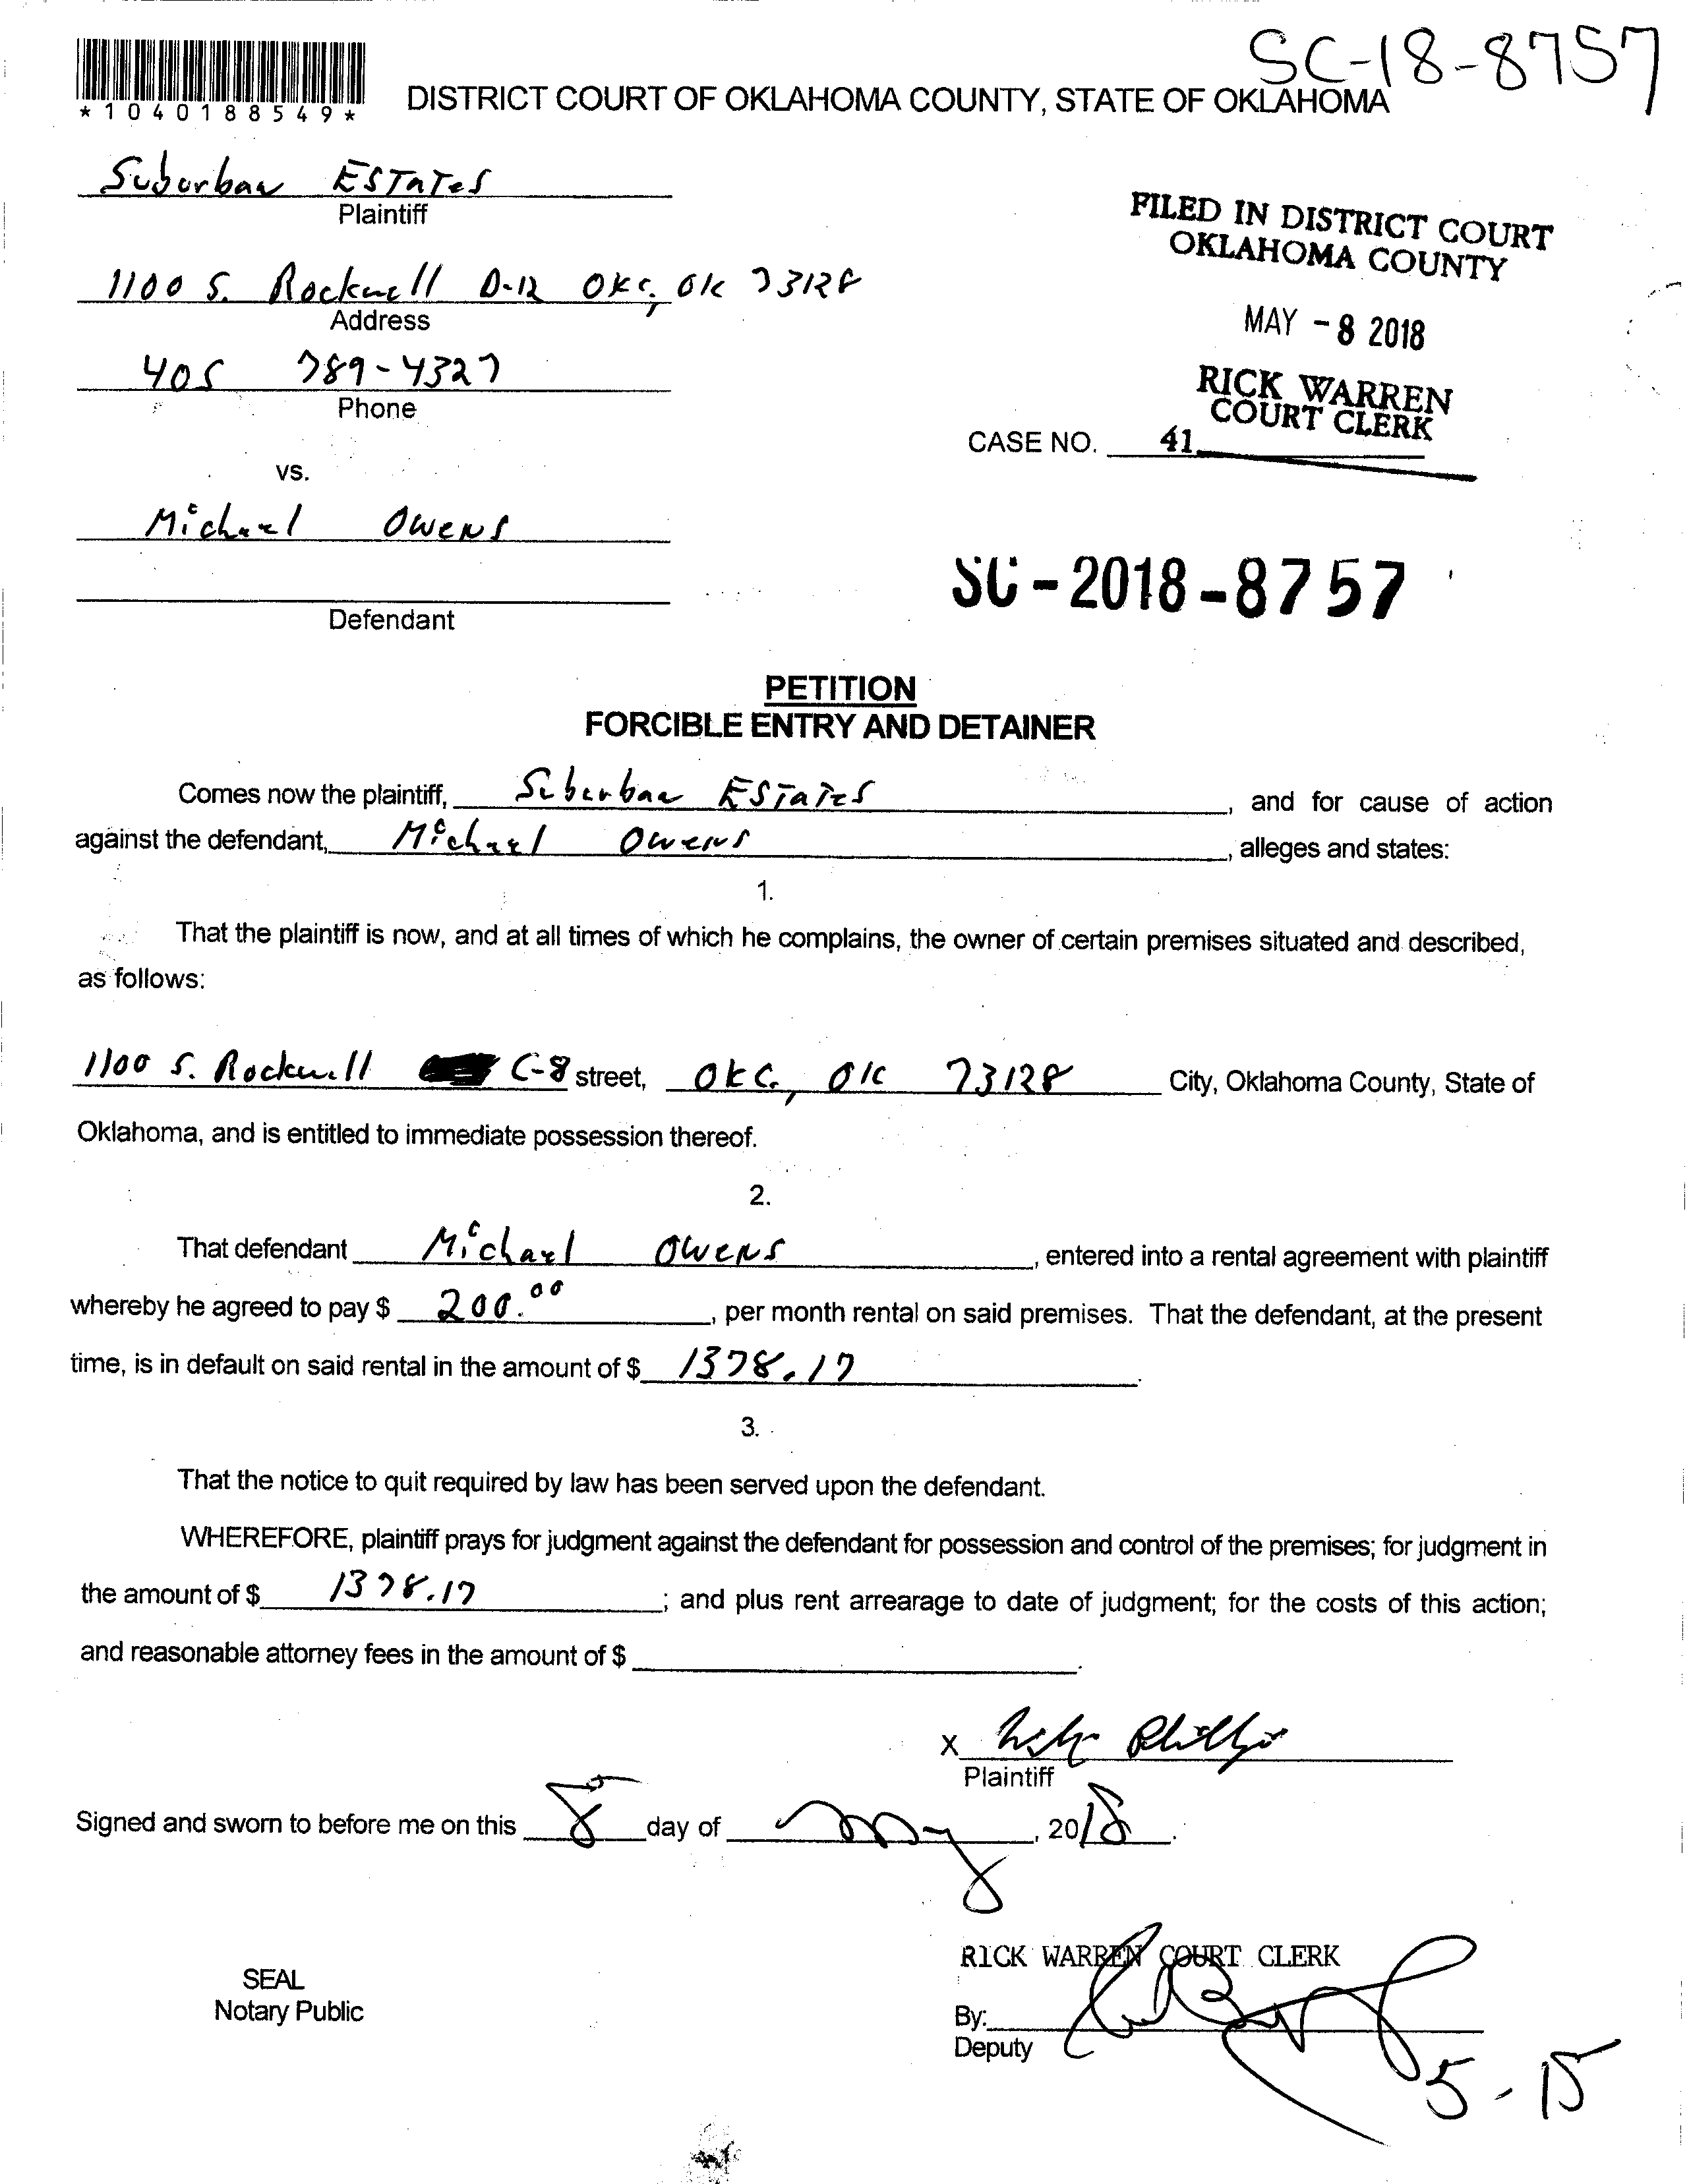 SC-18-8757
*1040188549*
DISTRICT COURT OF OKLAHOMA COUNTY, STATE OF OKLAHOMA
Suburban ESTaTes
Plaintiff
FILED IN DISTRICT COURT
OKLAHOMA COUNTY
1100 S. Rockwell D-12 OKC, OK 73128
Address
MAY - 8 2018
405 789-4327
Phone
RICK WARREN
COURT CLERK
CASE NO. 41
vs.
Michael Owens
SC-2018-8757
Defendant
PETITION
FORCIBLE ENTRY AND DETAINER
Comes now the plaintiff, Suburban ESTaTes, and for cause of action
against the defendant, Michael Owens, alleges and states:
1.
That the plaintiff is now, and at all times of which he complains, the owner of certain premises situated and described,
as follows:
1100 S. Rockwell C-8 street, OKC, OK 73128 City, Oklahoma County, State of
Oklahoma, and is entitled to immediate possession thereof.
2.
That defendant Michael Owens, entered into a rental agreement with plaintiff
whereby he agreed to pay $ 200.00, per month rental on said premises. That the defendant, at the present
time, is in default on said rental in the amount of $ 1378.17.
3.
That the notice to quit required by law has been served upon the defendant.
WHEREFORE, plaintiff prays for judgment against the defendant for possession and control of the premises; for judgment in
the amount of $ 1378.17; and plus rent arrearage to date of judgment; for the costs of this action;
and reasonable attorney fees in the amount of $ .
X Phillips
Plaintiff
Signed and sworn to before me on this 8 day of May, 2018.
RICK WARREN COURT CLERK
SEAL
Notary Public
By:
Deputy
5-15